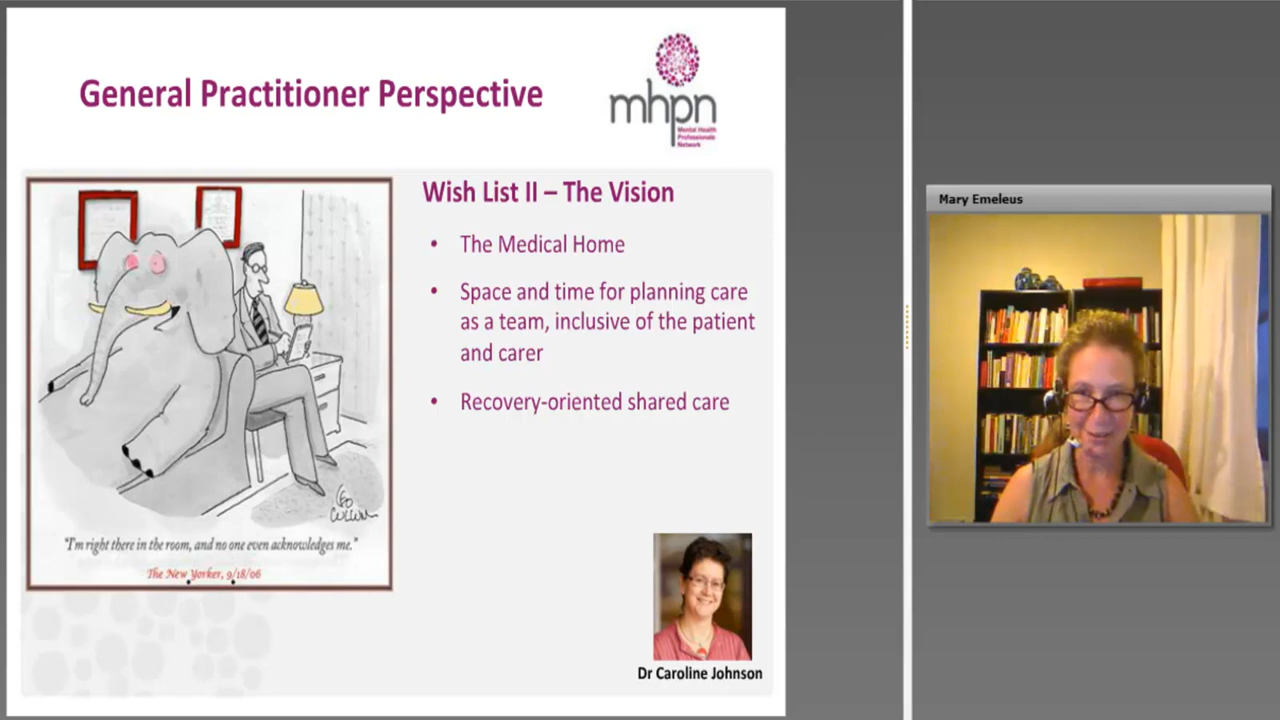 General Practitioner Perspective
mhpn
Mental Health
Professionals
Network
Wish List II – The Vision
• The Medical Home
• Space and time for planning care
as a team, inclusive of the patient
and carer
• Recovery-oriented shared care
"I'm right there in the room, and no one even acknowledges me."
The New Yorker, 9/18/06
Dr Caroline Johnson
Mary Emeleus